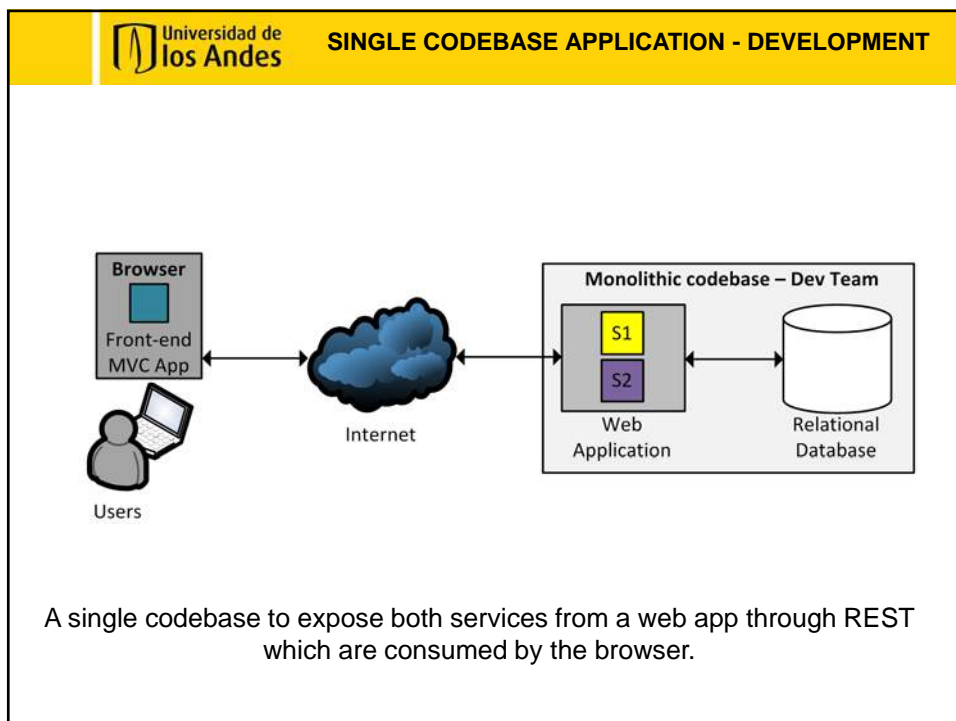 Universidad de
los Andes
SINGLE CODEBASE APPLICATION - DEVELOPMENT
Browser
Front-end
MVC App
Users
Internet
Monolithic codebase – Dev Team
S1
S2
Web
Application
Relational
Database
A single codebase to expose both services from a web app through REST
which are consumed by the browser.